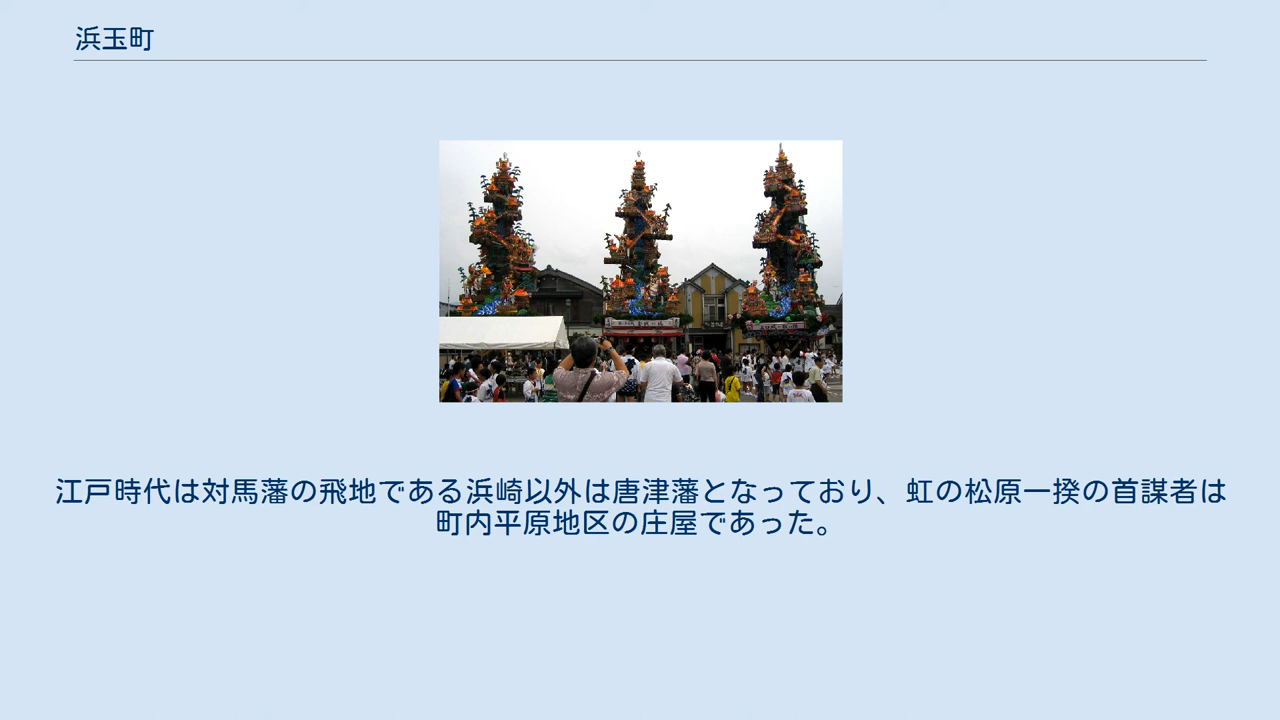 浜玉町
江戸時代は対馬藩の飛地である浜崎以外は唐津藩となっており、虹の松原一揆の首謀者は
町内平原地区の庄屋であった。